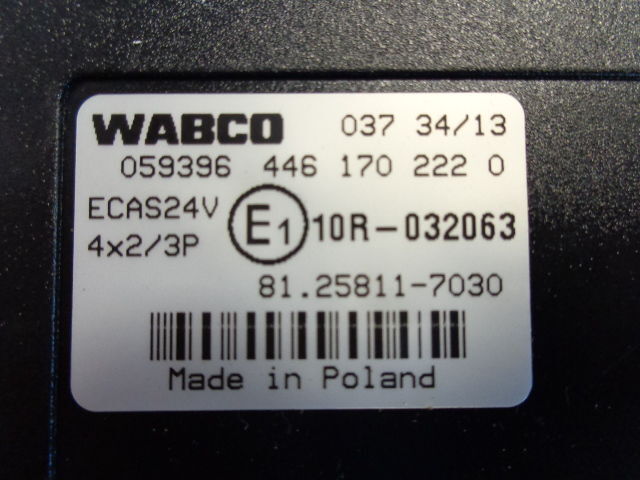 WABCO 037 34/13
059396 446 170 222 0
ECAS24V
4x2/3P
E1 10R-032063
81.25811-7030
Made in Poland